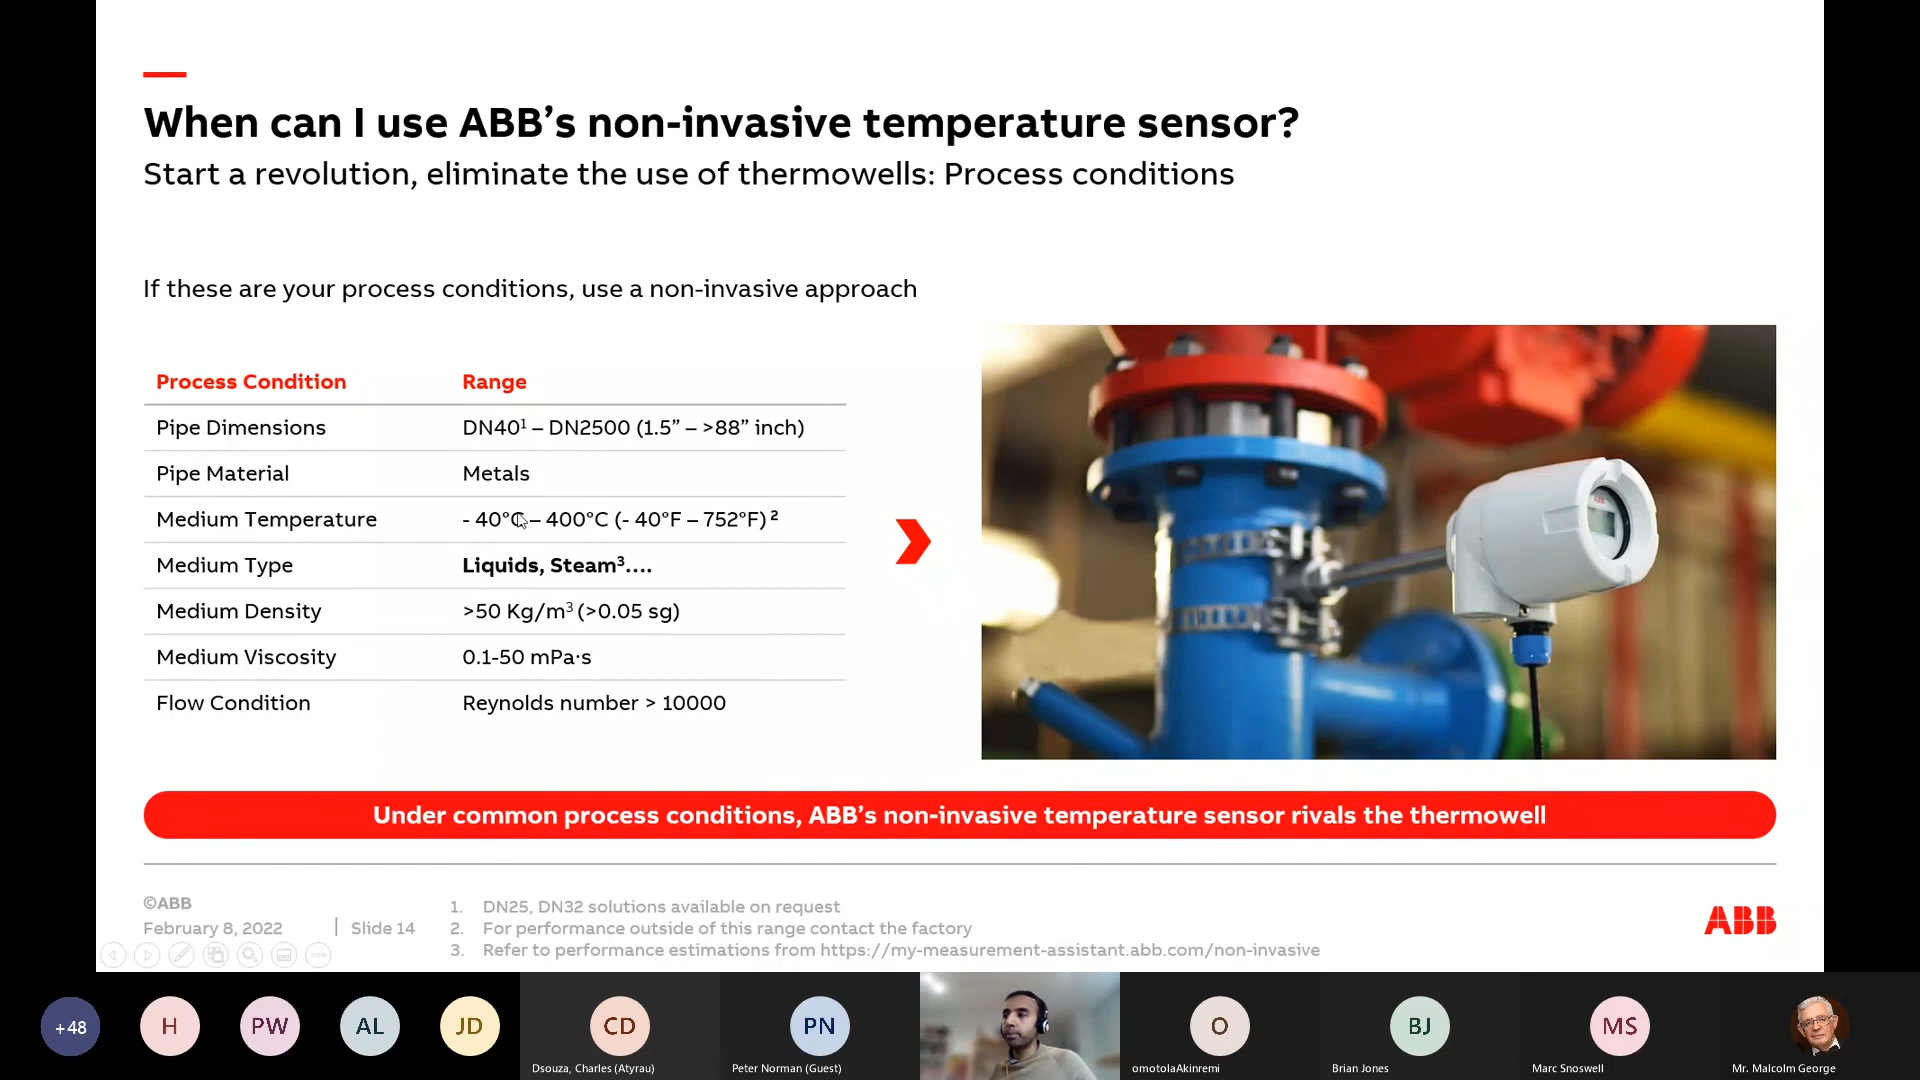 When can I use ABB’s non-invasive temperature sensor?
Start a revolution, eliminate the use of thermowells: Process conditions
If these are your process conditions, use a non-invasive approach
Process Condition Range
Pipe Dimensions DN40¹ – DN2500 (1.5” – >88” inch)
Pipe Material Metals
Medium Temperature - 40°C – 400°C (- 40°F – 752°F) ²
Medium Type Liquids, Steam³….
Medium Density >50 Kg/m³ (>0.05 sg)
Medium Viscosity 0.1-50 mPa·s
Flow Condition Reynolds number > 10000
Under common process conditions, ABB’s non-invasive temperature sensor rivals the thermowell
©ABB
February 8, 2022 | Slide 14
1. DN25, DN32 solutions available on request
2. For performance outside of this range contact the factory
3. Refer to performance estimations from https://my-measurement-assistant.abb.com/non-invasive
ABB
+48 H PW AL JD CD PN O BJ MS
Dsouza, Charles (Atyrau) Peter Norman (Guest) omotolaAkinremi Brian Jones Marc Snoswell Mr. Malcolm George